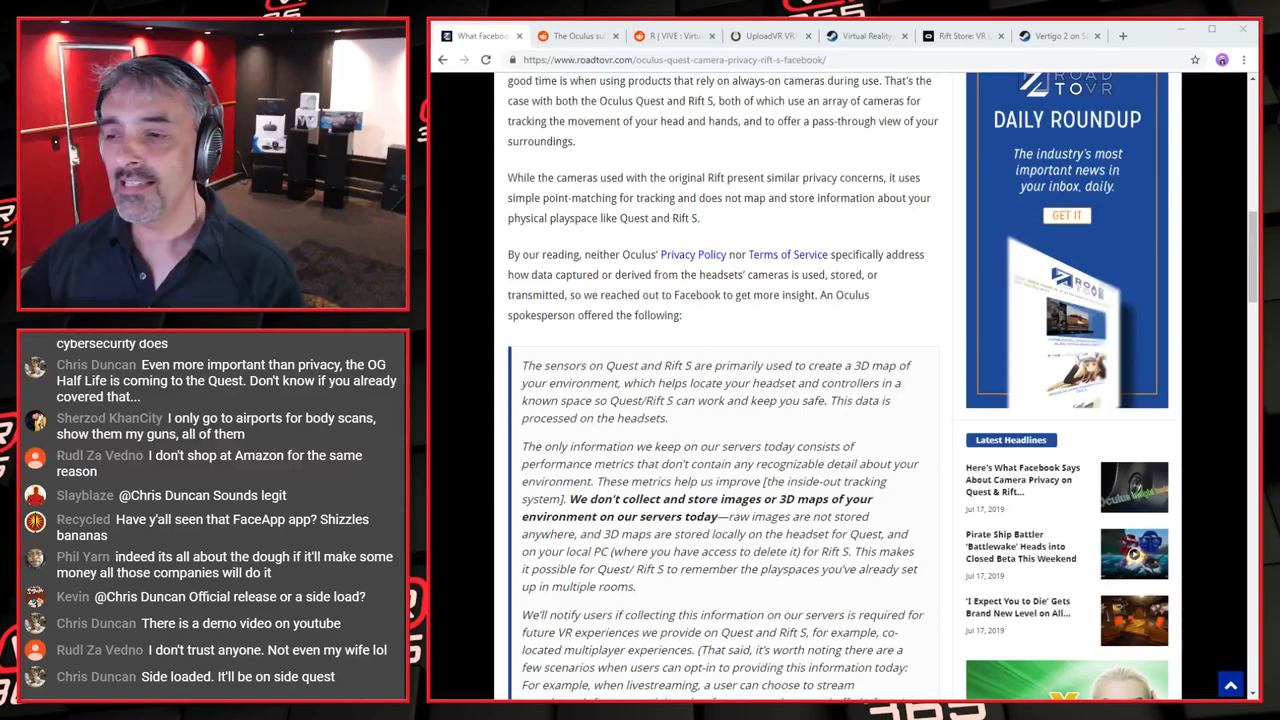 cybersecurity does
Chris Duncan Even more important than privacy, the OG
Half Life is coming to the Quest. Don't know if you already
covered that...
Sherzod KhanCity I only go to airports for body scans,
show them my guns, all of them
Rudl Za Vedno I don't shop at Amazon for the same
reason
Slayblaze @Chris Duncan Sounds legit
Recycled Have y'all seen that FaceApp app? Shizzles
bananas
Phil Yarn indeed its all about the dough if it'll make some
money all those companies will do it
Kevin @Chris Duncan Official release or a side load?
Chris Duncan There is a demo video on youtube
Rudl Za Vedno I don't trust anyone. Not even my wife lol
Chris Duncan Side loaded. It'll be on side quest
What Faceboo
The Oculus su
R | VIVE : Virtu
UploadVR VR
Virtual Reality
Rift Store: VR
Vertigo 2 on S
https://www.roadtovr.com/oculus-quest-camera-privacy-rift-s-facebook/
good time is when using products that rely on always-on cameras during use. That's the
case with both the Oculus Quest and Rift S, both of which use an array of cameras for
tracking the movement of your head and hands, and to offer a pass-through view of your
surroundings.
While the cameras used with the original Rift present similar privacy concerns, it uses
simple point-matching for tracking and does not map and store information about your
physical playspace like Quest and Rift S.
By our reading, neither Oculus' Privacy Policy nor Terms of Service specifically address
how data captured or derived from the headsets' cameras is used, stored, or
transmitted, so we reached out to Facebook to get more insight. An Oculus
spokesperson offered the following:
The sensors on Quest and Rift S are primarily used to create a 3D map of
your environment, which helps locate your headset and controllers in a
known space so Quest/Rift S can work and keep you safe. This data is
processed on the headsets.
The only information we keep on our servers today consists of
performance metrics that don't contain any recognizable detail about your
environment. These metrics help us improve [the inside-out tracking
system]. We don't collect and store images or 3D maps of your
environment on our servers today—raw images are not stored
anywhere, and 3D maps are stored locally on the headset for Quest, and
on your local PC (where you have access to delete it) for Rift S. This makes
it possible for Quest/ Rift S to remember the playspaces you've already set
up in multiple rooms.
We'll notify users if collecting this information on our servers is required for
future VR experiences we provide on Quest and Rift S, for example, co-
located multiplayer experiences. (That said, it's worth noting there are a
few scenarios when users can opt-in to providing this information today:
For example, when livestreaming, a user can choose to stream
ROAD
TOVR
DAILY ROUNDUP
The industry's most
important news in
your inbox, daily.
GET IT
Latest Headlines
Here's What Facebook Says
About Camera Privacy on
Quest & Rift...
Jul 17, 2019
Pirate Ship Battler
'Battlewake' Heads into
Closed Beta This Weekend
Jul 17, 2019
'I Expect You to Die' Gets
Brand New Level on All...
Jul 17, 2019
365